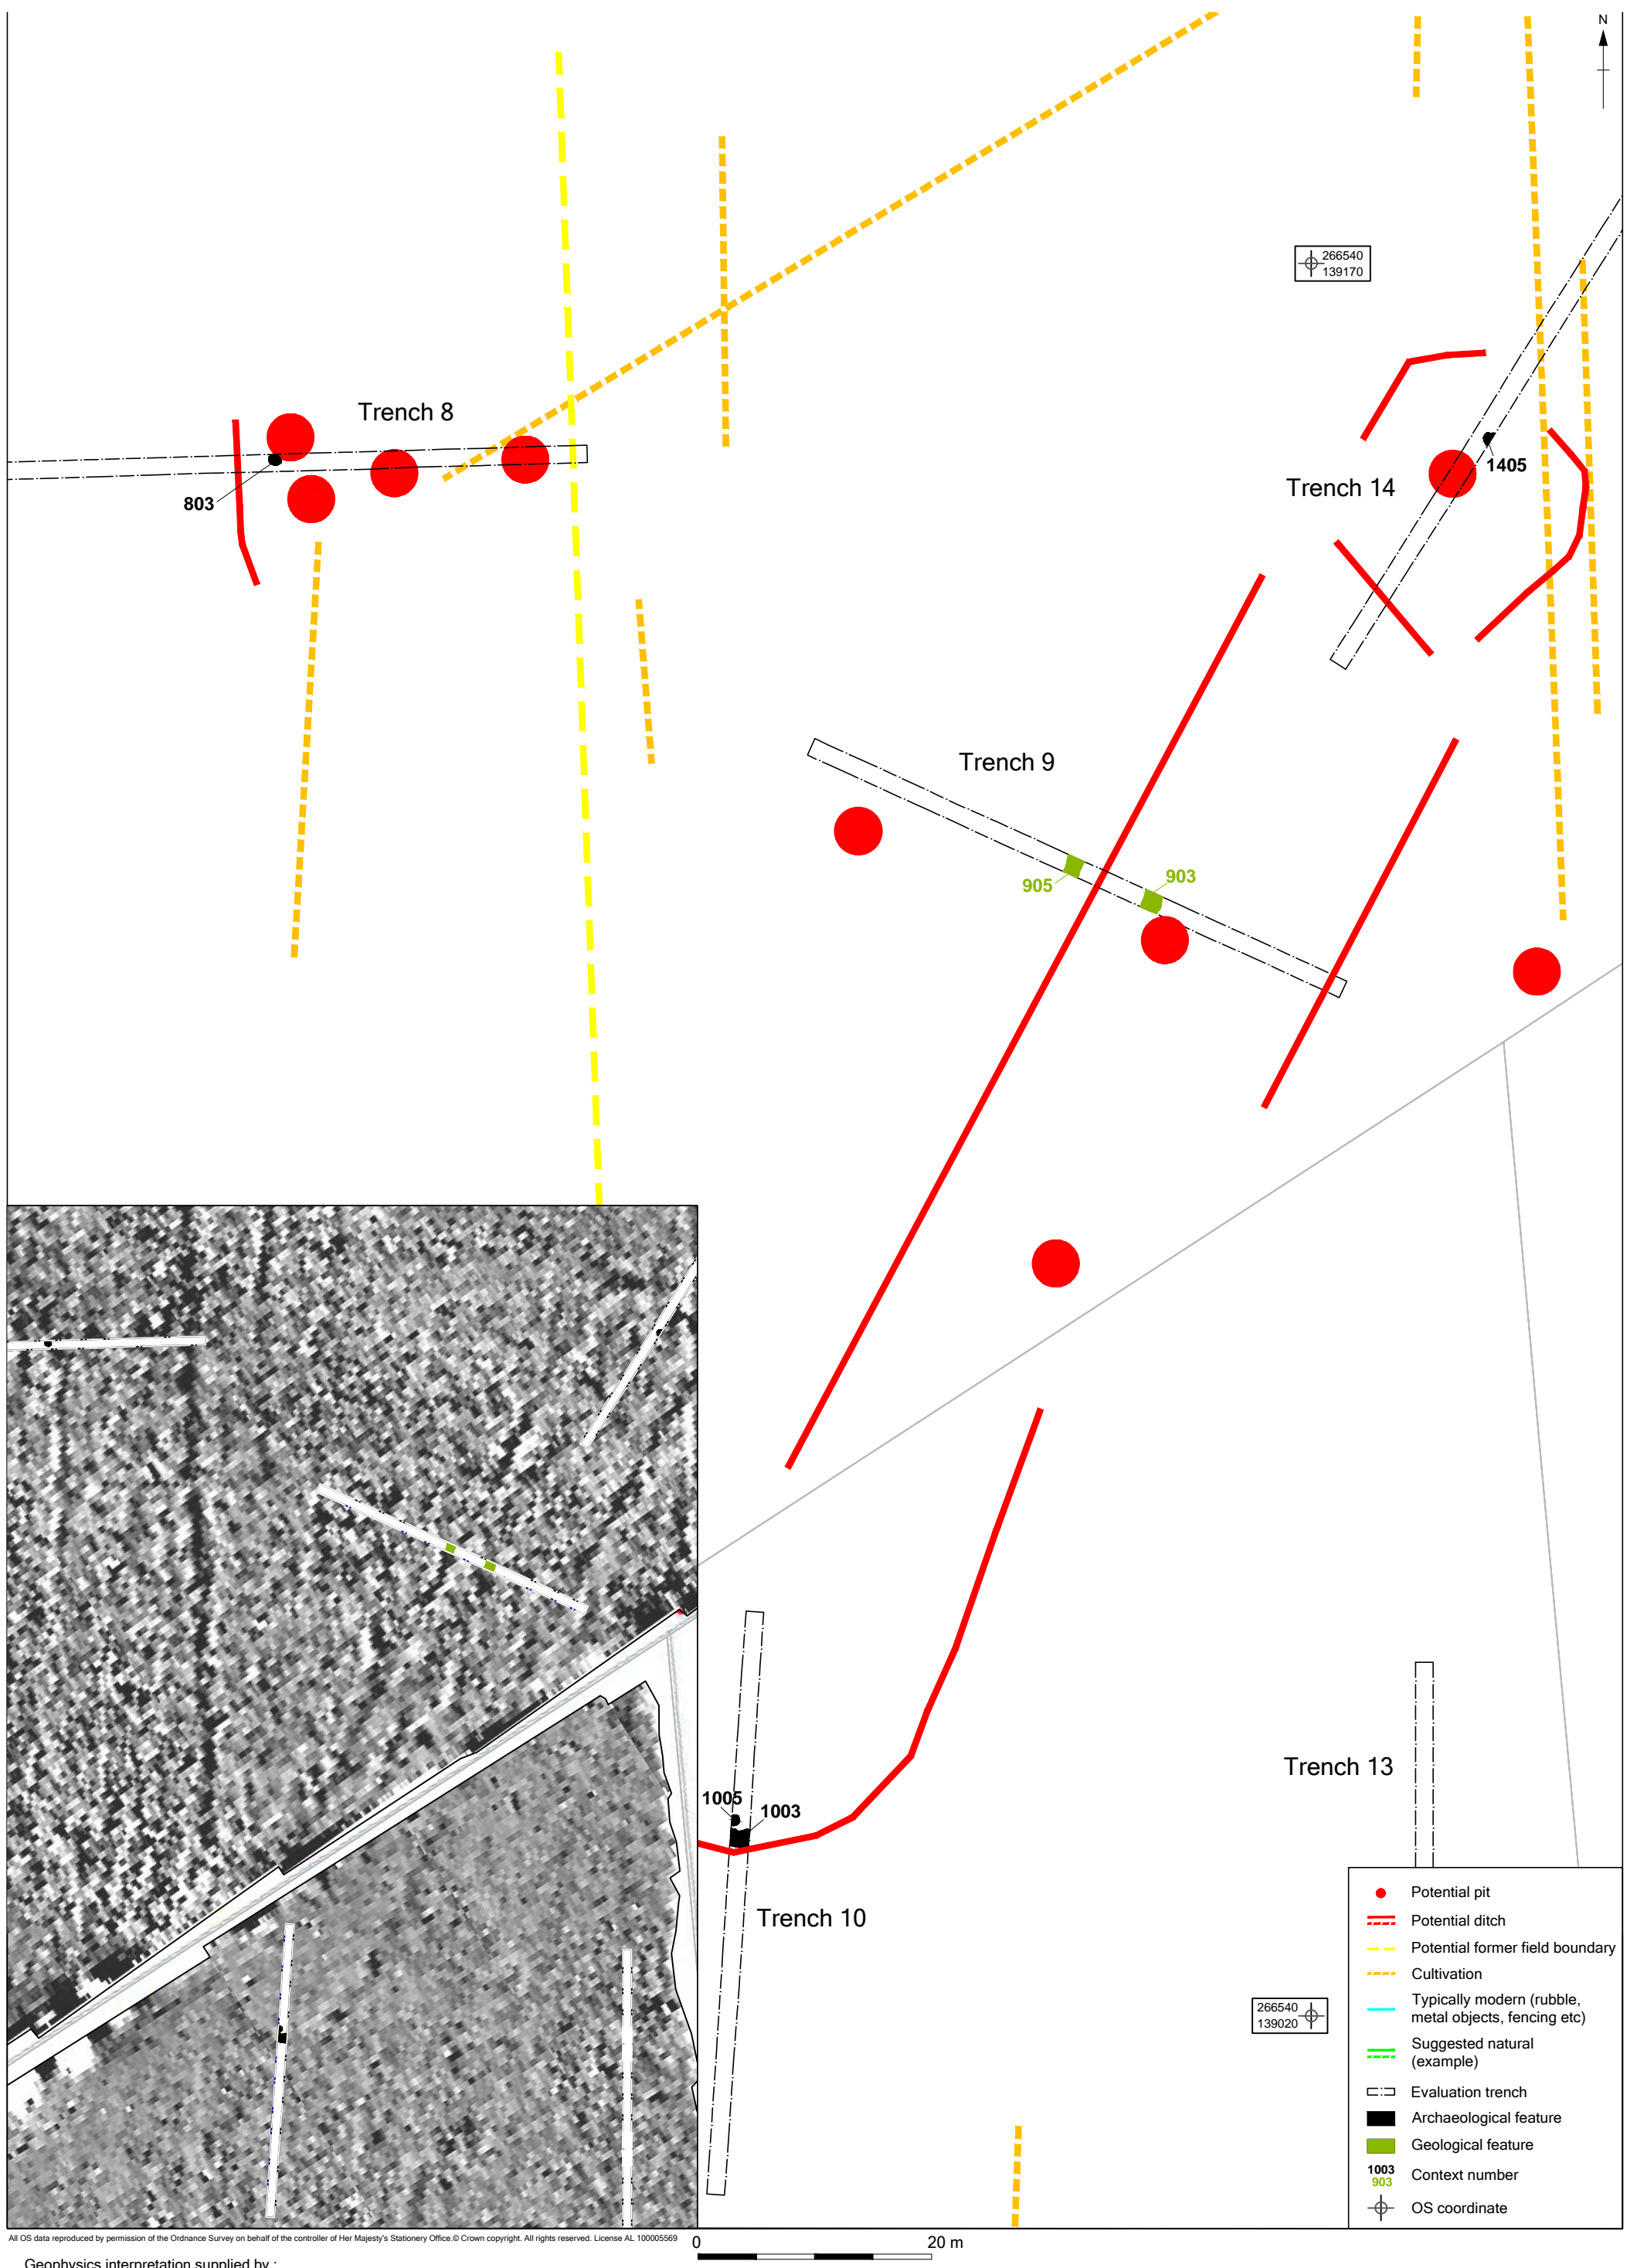 N
266540
139170
Trench 8
803
1405
Trench 14
Trench 9
905
903
1005
1003
Trench 13
Trench 10
266540
139020
Potential pit
Potential ditch
Potential former field boundary
Cultivation
Typically modern (rubble,
metal objects, fencing etc)
Suggested natural
(example)
Evaluation trench
Archaeological feature
Geological feature
1003
903
Context number
OS coordinate
All OS data reproduced by permission of the Ordnance Survey on behalf of the controller of Her Majesty's Stationery Office.© Crown copyright. All rights reserved. License AL 100005569
0
20 m
Geophysics interpretation supplied by :